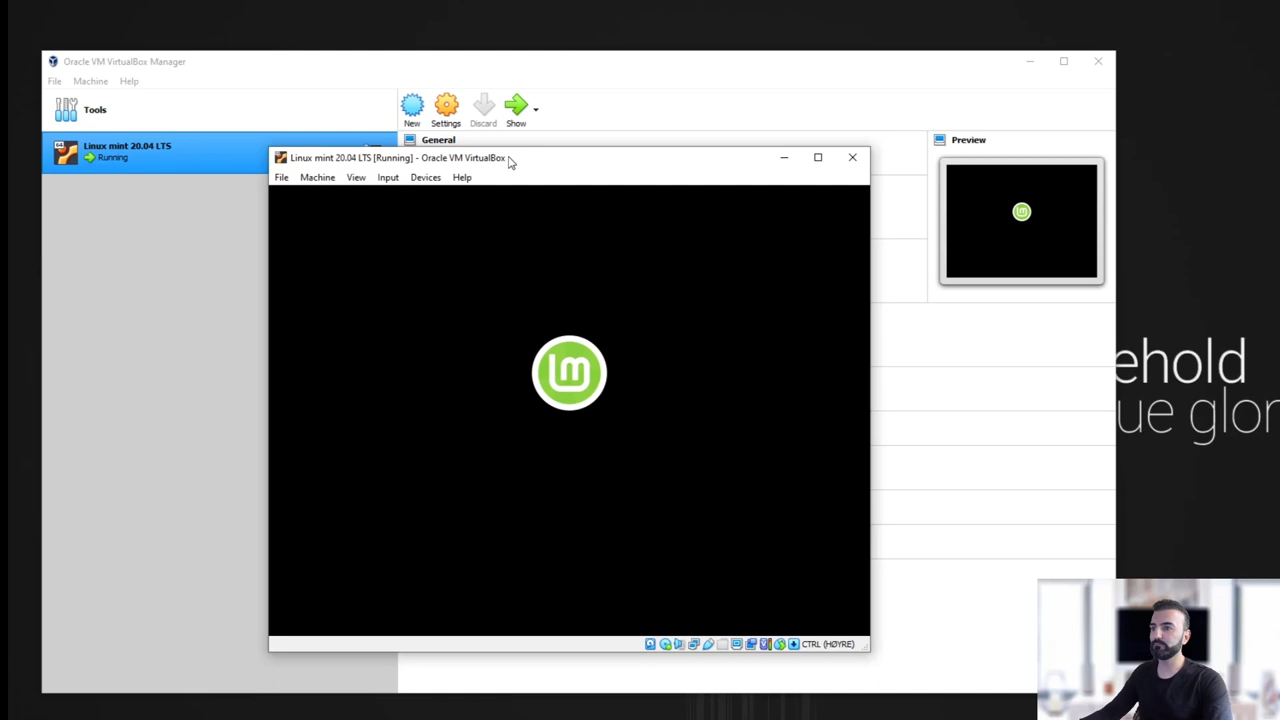 Oracle VM VirtualBox Manager
File Machine Help
Tools
New Settings Discard Show
Linux mint 20.04 LTS
Running
General
Preview
Linux mint 20.04 LTS [Running] - Oracle VM VirtualBox
File Machine View Input Devices Help
lm
lm
CTRL (HØYRE)
ehold
ue glor